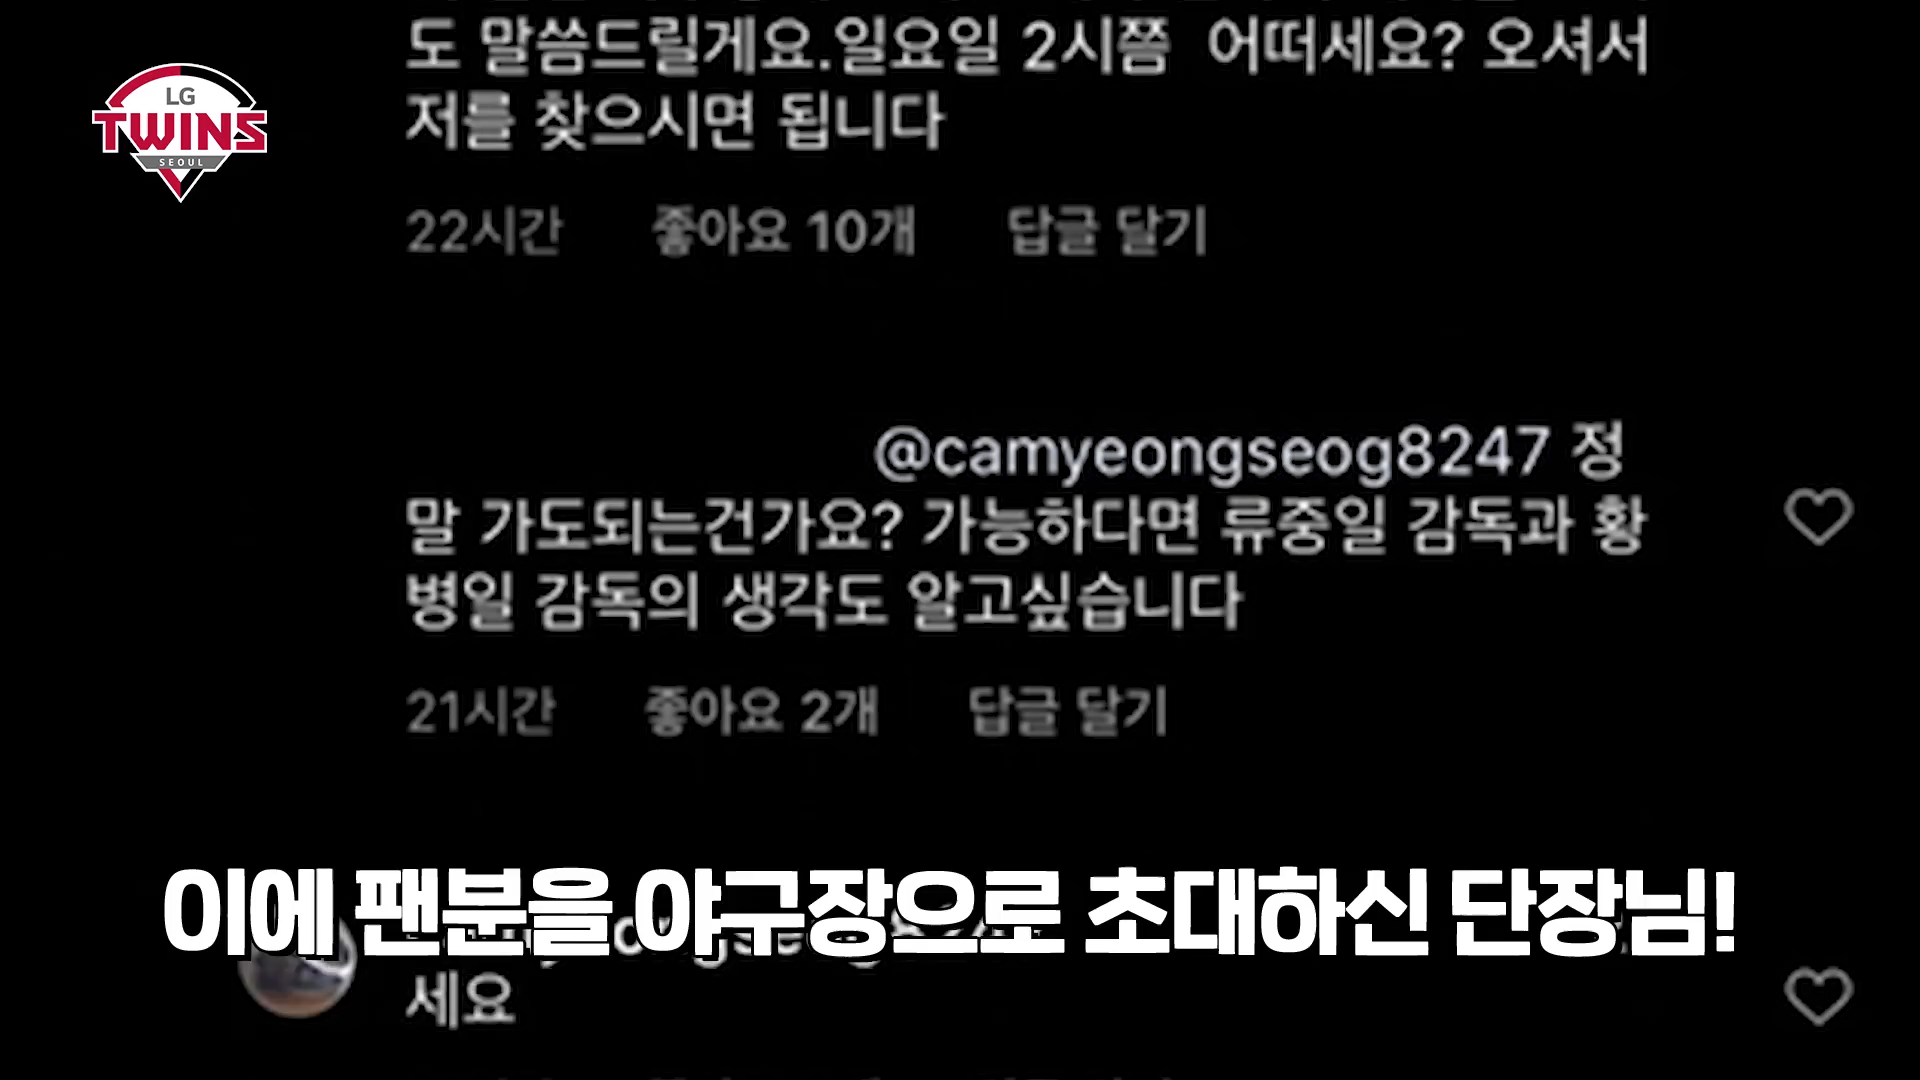 도 말씀드릴게요.일요일 2시쯤 어떠세요? 오셔서
저를 찾으시면 됩니다
LG
TWINS
SEOUL
22시간 좋아요 10개 답글 달기
@camyeongseog8247 정
말 가도되는건가요? 가능하다면 류중일 감독과 황
병일 감독의 생각도 알고싶습니다
21시간 좋아요 2개 답글 달기
이에 팬분을 야구장으로 초대하신 단장님!
세요